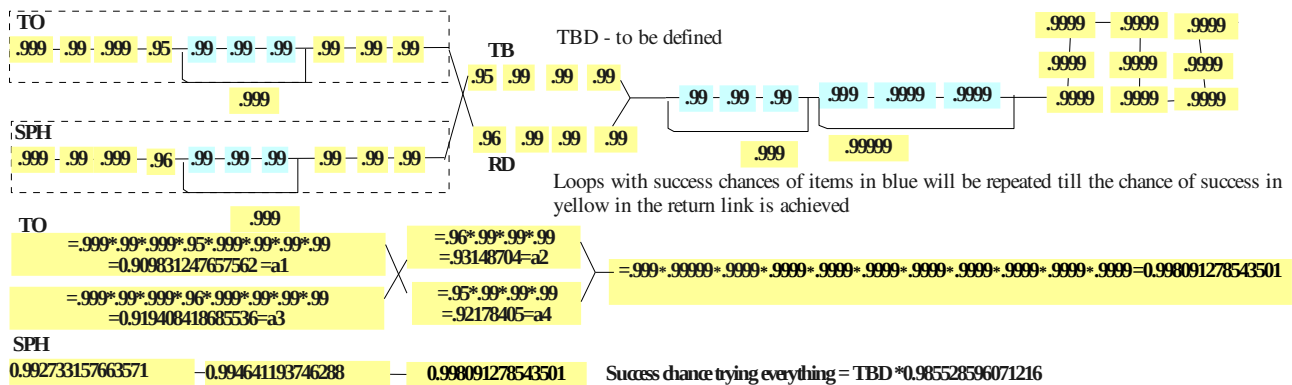 TO
.999 .99 .999 .95 .99 .99 .99 .99 .99 .99
.999
TB
.95 .99 .99 .99
TBD - to be defined
.9999 .9999 .9999
.9999 .9999 .9999
.9999 .9999 .9999
.99 .99 .99 .999 .9999 .9999
.999 .99999
SPH
.999 .99 .999 .96 .99 .99 .99 .99 .99 .99
.999
.96 .99 .99 .99
RD
Loops with success chances of items in blue will be repeated till the chance of success in
yellow in the return link is achieved
TO
=.999*.99*.999*.95*.999*.99*.99*.99
=0.909831247657562 =a1
=.96*.99*.99*.99
=.93148704=a2
=.999*.99999*.9999*.9999*.9999*.9999*.9999*.9999*.9999*.9999*.9999=0.998091278543501
=.999*.99*.999*.96*.999*.99*.99*.99
=0.919408418685536=a3
=.95*.99*.99*.99
=.92178405=a4
SPH
0.992733157663571 0.994641193746288 0.998091278543501 Success chance trying everything = TBD *0.985528596071216